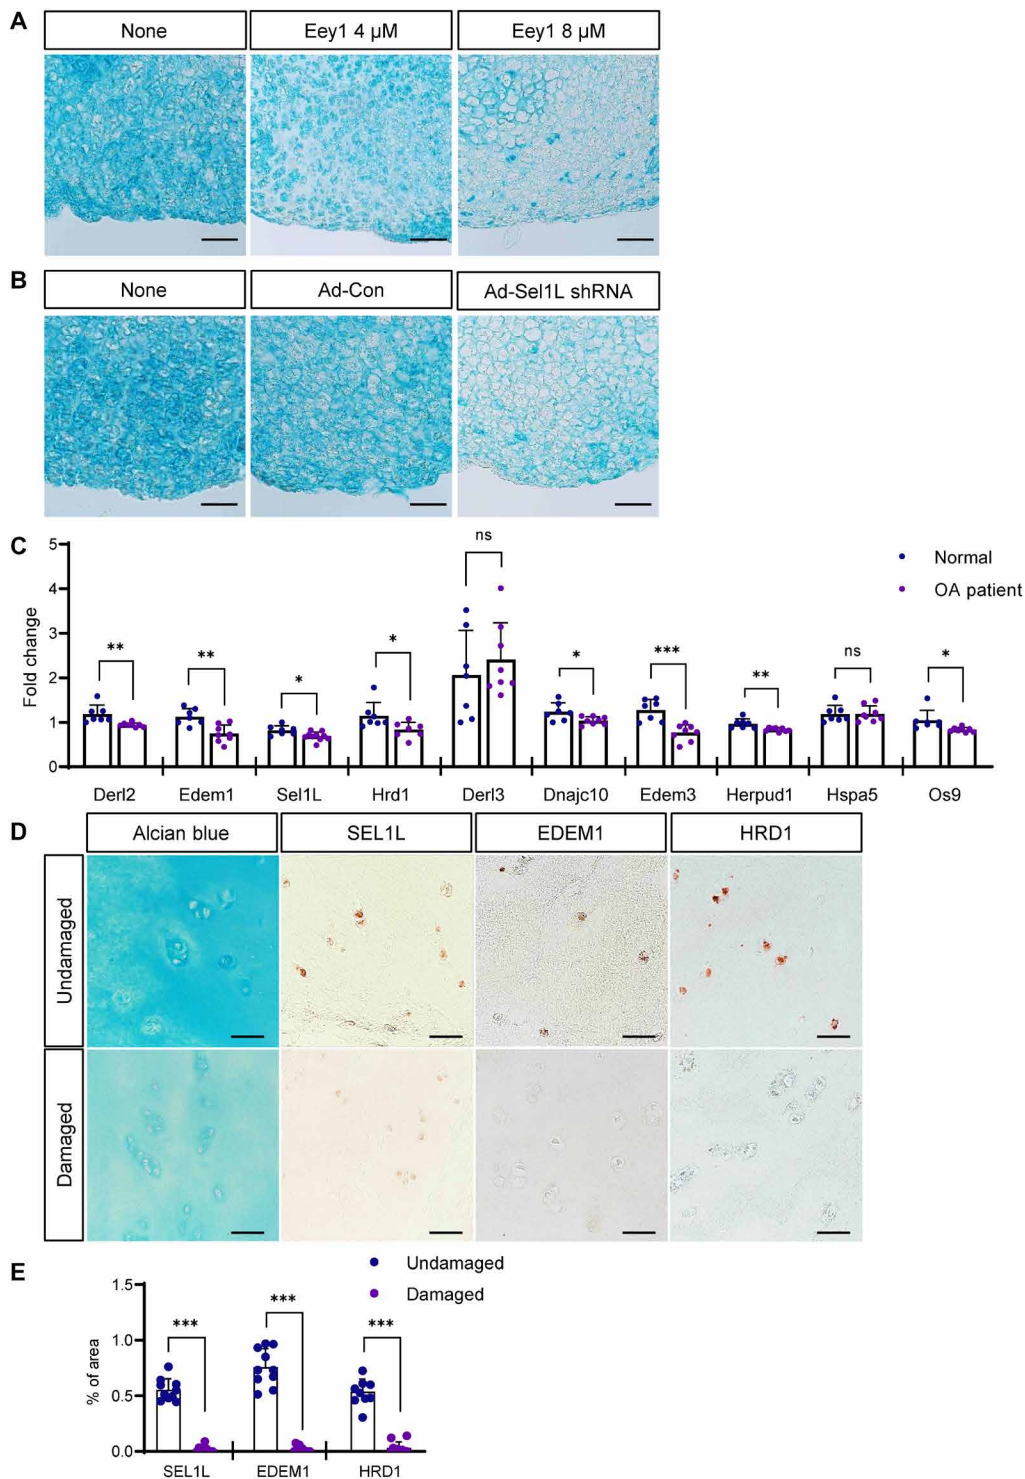 A
None
Eey1 4 µM
Eey1 8 µM
B
None
Ad-Con
Ad-Sel1L shRNA
C
Fold change
5
4
3
2
1
0
**
**
*
*
ns
*
***
**
ns
*
Normal
OA patient
Derl2
Edem1
Sel1L
Hrd1
Derl3
Dnajc10
Edem3
Herpud1
Hspa5
Os9
D
Alcian blue
SEL1L
EDEM1
HRD1
Undamaged
Damaged
E
Undamaged
Damaged
% of area
1.5
1.0
0.5
0.0
***
***
***
SEL1L
EDEM1
HRD1